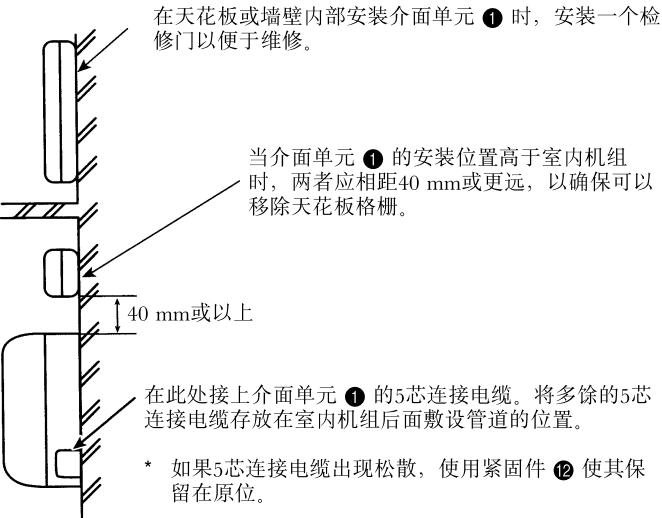 在天花板或墙壁内部安装介面单元 ❶ 时，安装一个检
修门以便于维修。
当介面单元 ❶ 的安装位置高于室内机组
时，两者应相距40 mm或更远，以确保可以
移除天花板格栅。
40 mm或以上
在此处接上介面单元 ❶ 的5芯连接电缆。将多馀的5芯
连接电缆存放在室内机组后面敷设管道的位置。
* 如果5芯连接电缆出现松散，使用紧固件 ⓬ 使其保
留在原位。